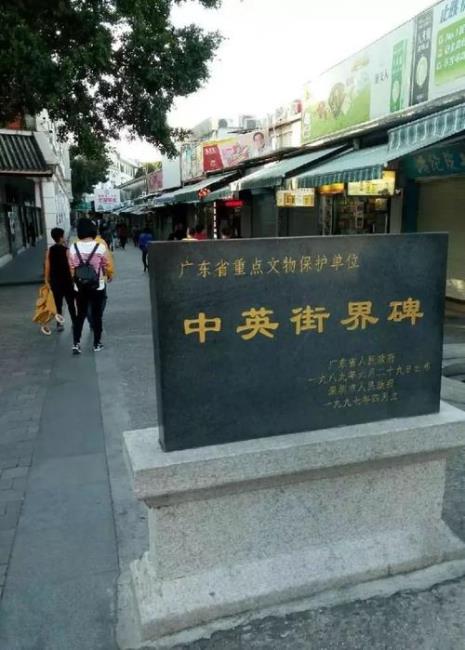 广东省重点文物保护单位
中英街界碑
广东省人民政府
一九八九年六月二十九日公布
深圳市人民政府
一九九七年四月立